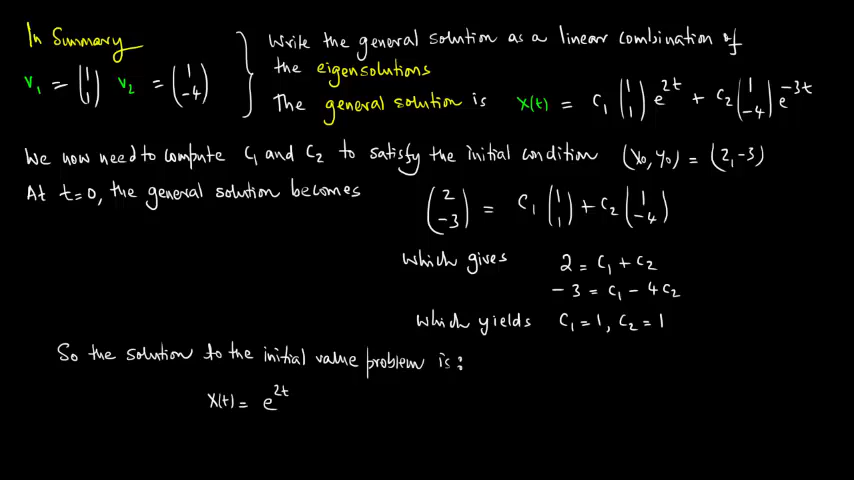 In Summary
v₁ = (1 1) v₂ = (1 -4)
Write the general solution as a linear combination of
the eigensolutions
The general solution is X(t) = C₁ (1 1) e^2t + C₂ (1 -4) e^-3t
We now need to compute C₁ and C₂ to satisfy the initial condition (x₀, y₀) = (2, -3)
At t=0, the general solution becomes
(2 -3) = C₁ (1 1) + C₂ (1 -4)
which gives 2 = C₁ + C₂
-3 = C₁ - 4C₂
which yields C₁ = 1, C₂ = 1
So the solution to the initial value problem is:
X(t) = e^2t